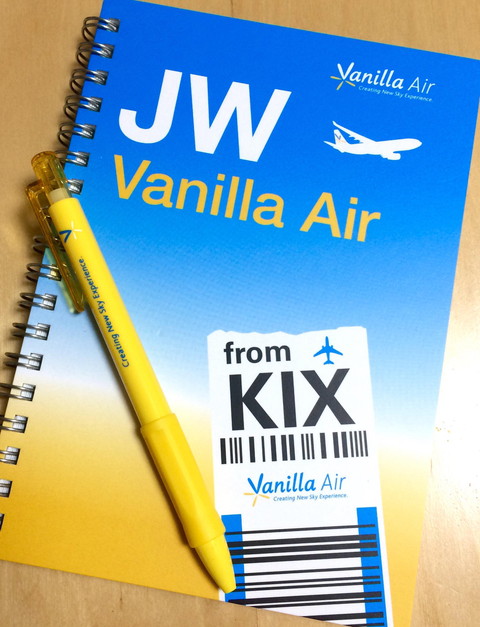 Vanilla Air
Creating New Sky Experience.
JW
Vanilla Air
Creating New Sky Experience.
from
KIX
Vanilla Air
Creating New Sky Experience.